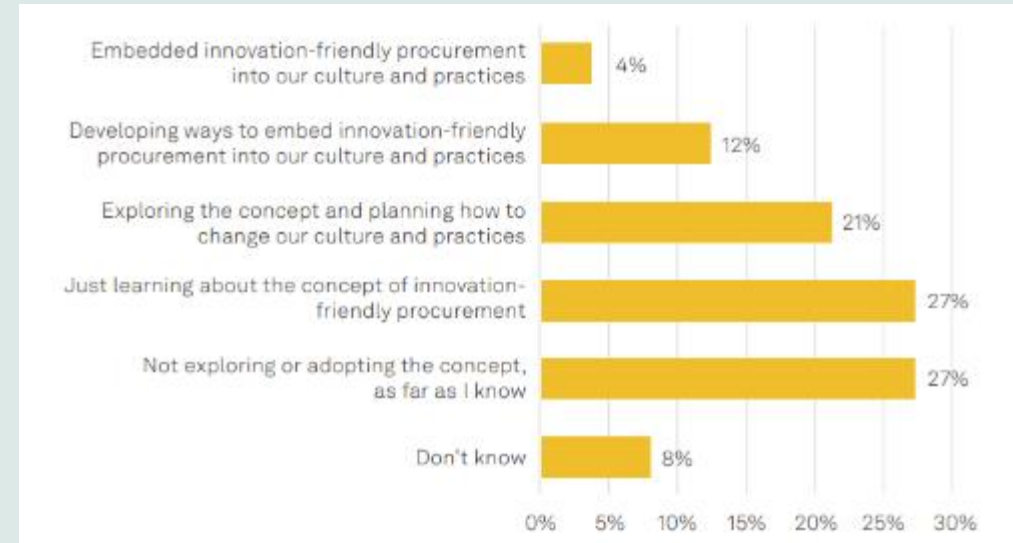 Embedded innovation-friendly procurement
into our culture and practices
4%
Developing ways to embed innovation-friendly
procurement into our culture and practices
12%
Exploring the concept and planning how to
change our culture and practices
21%
Just learning about the concept of innovation-
friendly procurement
27%
Not exploring or adopting the concept,
as far as I know
27%
Don't know
8%
0% 5% 10% 15% 20% 25% 30%